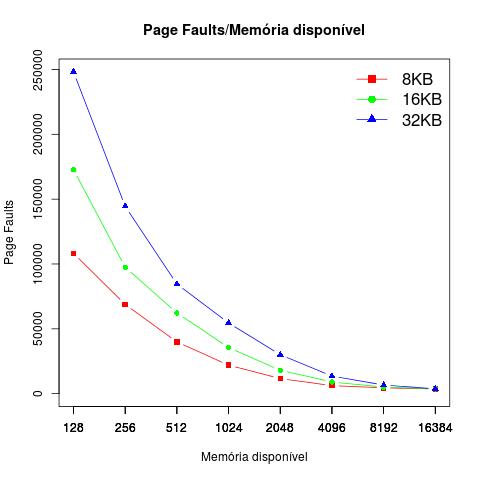 Page Faults/Memória disponível
8KB
16KB
32KB
Page Faults
250000
200000
150000
100000
50000
0
128 256 512 1024 2048 4096 8192 16384
Memória disponível